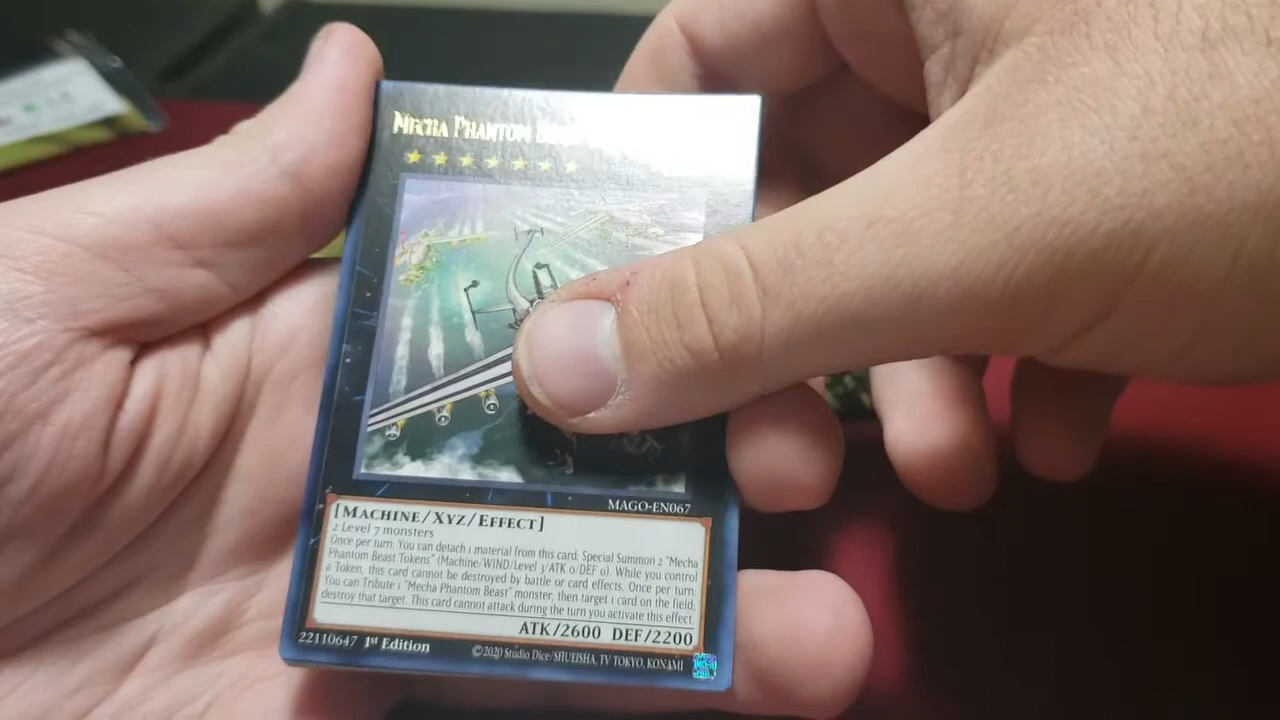 MECHA PHANTOM
MAGO-EN067
[MACHINE/XYZ/EFFECT]
2 Level 7 monsters
Once per turn: You can detach 1 material from this card; Special Summon 2 "Mecha
Phantom Beast Tokens" (Machine/WIND/Level 3/ATK 0/DEF 0). While you control
a Token, this card cannot be destroyed by battle or card effects. Once per turn:
You can Tribute 1 "Mecha Phantom Beast" monster, then target 1 card on the field;
destroy that target. This card cannot attack during the turn you activate this effect.
ATK/2600 DEF/2200
22110647 1st Edition
©2020 Studio Dice/SHUEISHA, TV TOKYO, KONAMI